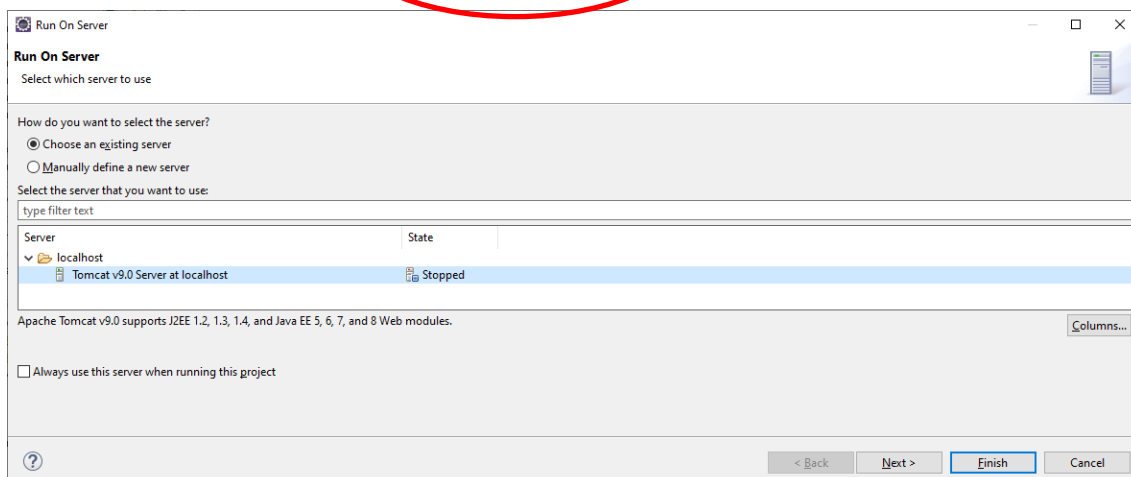 Run On Server
Run On Server
Select which server to use
How do you want to select the server?
Choose an existing server
Manually define a new server
Select the server that you want to use:
type filter text
Server State
localhost
Tomcat v9.0 Server at localhost Stopped
Apache Tomcat v9.0 supports J2EE 1.2, 1.3, 1.4, and Java EE 5, 6, 7, and 8 Web modules.
Columns...
Always use this server when running this project
? < Back Next > Finish Cancel